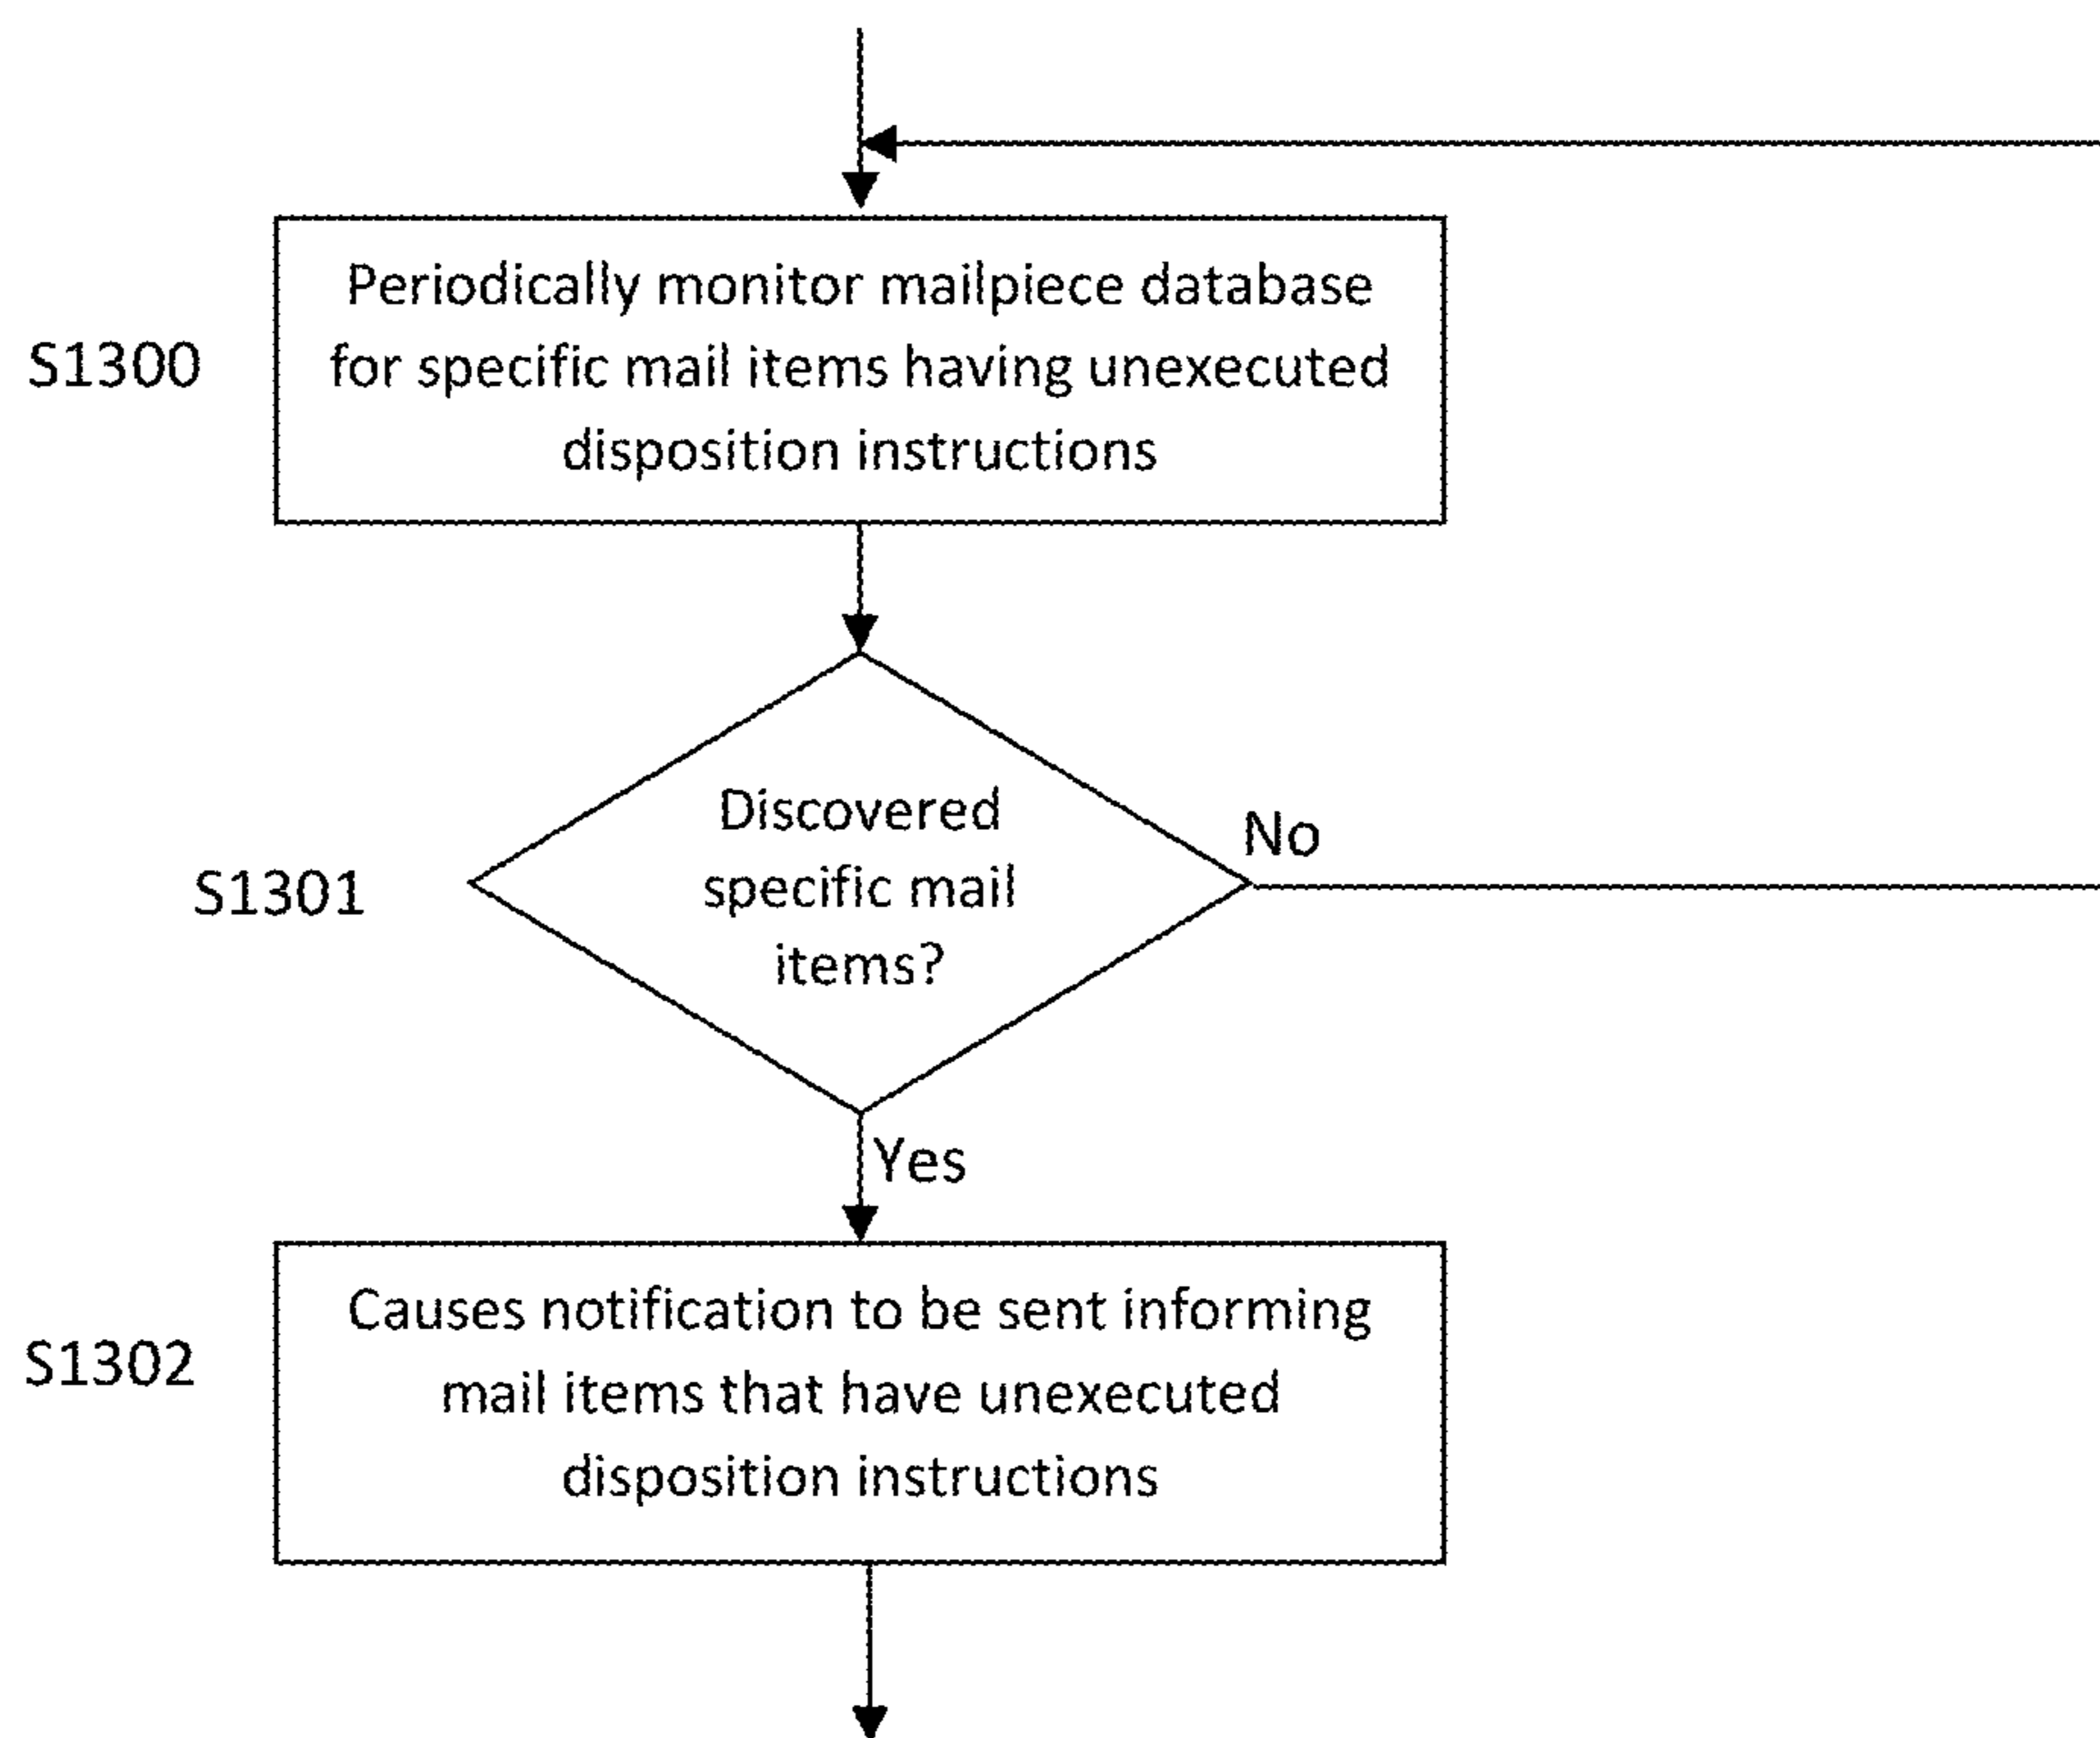 S1300
Periodically monitor mailpiece database
for specific mail items having unexecuted
disposition instructions
S1301
Discovered
specific mail
items?
No
Yes
S1302
Causes notification to be sent informing
mail items that have unexecuted
disposition instructions